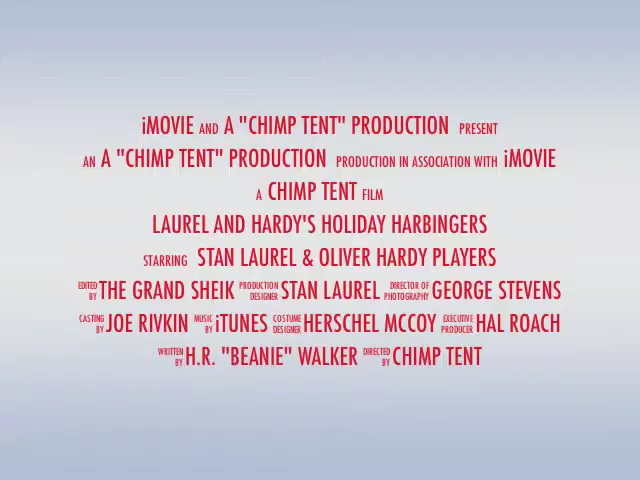 iMOVIE AND A "CHIMP TENT" PRODUCTION PRESENT
AN A "CHIMP TENT" PRODUCTION PRODUCTION IN ASSOCIATION WITH iMOVIE
A CHIMP TENT FILM
LAUREL AND HARDY'S HOLIDAY HARBINGERS
STARRING STAN LAUREL & OLIVER HARDY PLAYERS
EDITED BY THE GRAND SHEIK PRODUCTION DESIGNER STAN LAUREL DIRECTOR OF PHOTOGRAPHY GEORGE STEVENS
CASTING BY JOE RIVKIN MUSIC BY iTUNES COSTUME DESIGNER HERSCHEL MCCOY EXECUTIVE PRODUCER HAL ROACH
WRITTEN BY H.R. "BEANIE" WALKER DIRECTED BY CHIMP TENT